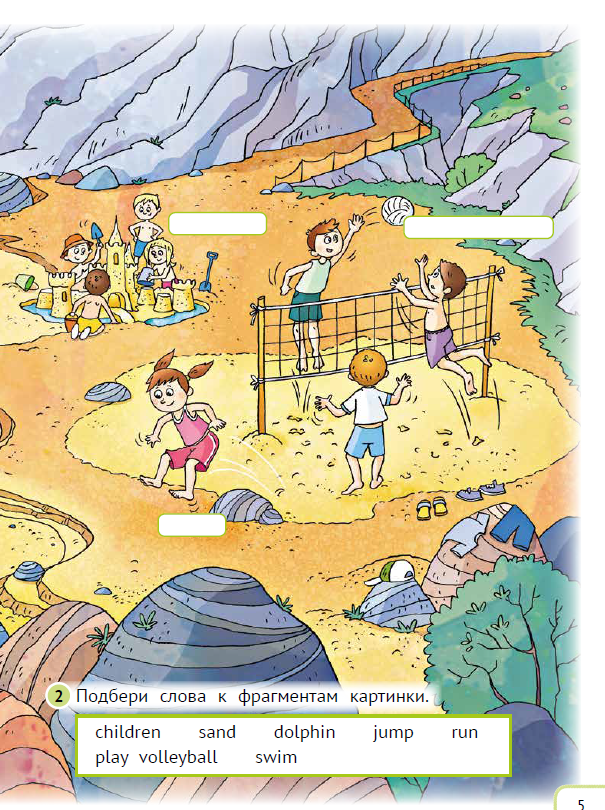 2 Подбери слова к фрагментам картинки.
children sand dolphin jump run
play volleyball swim
5